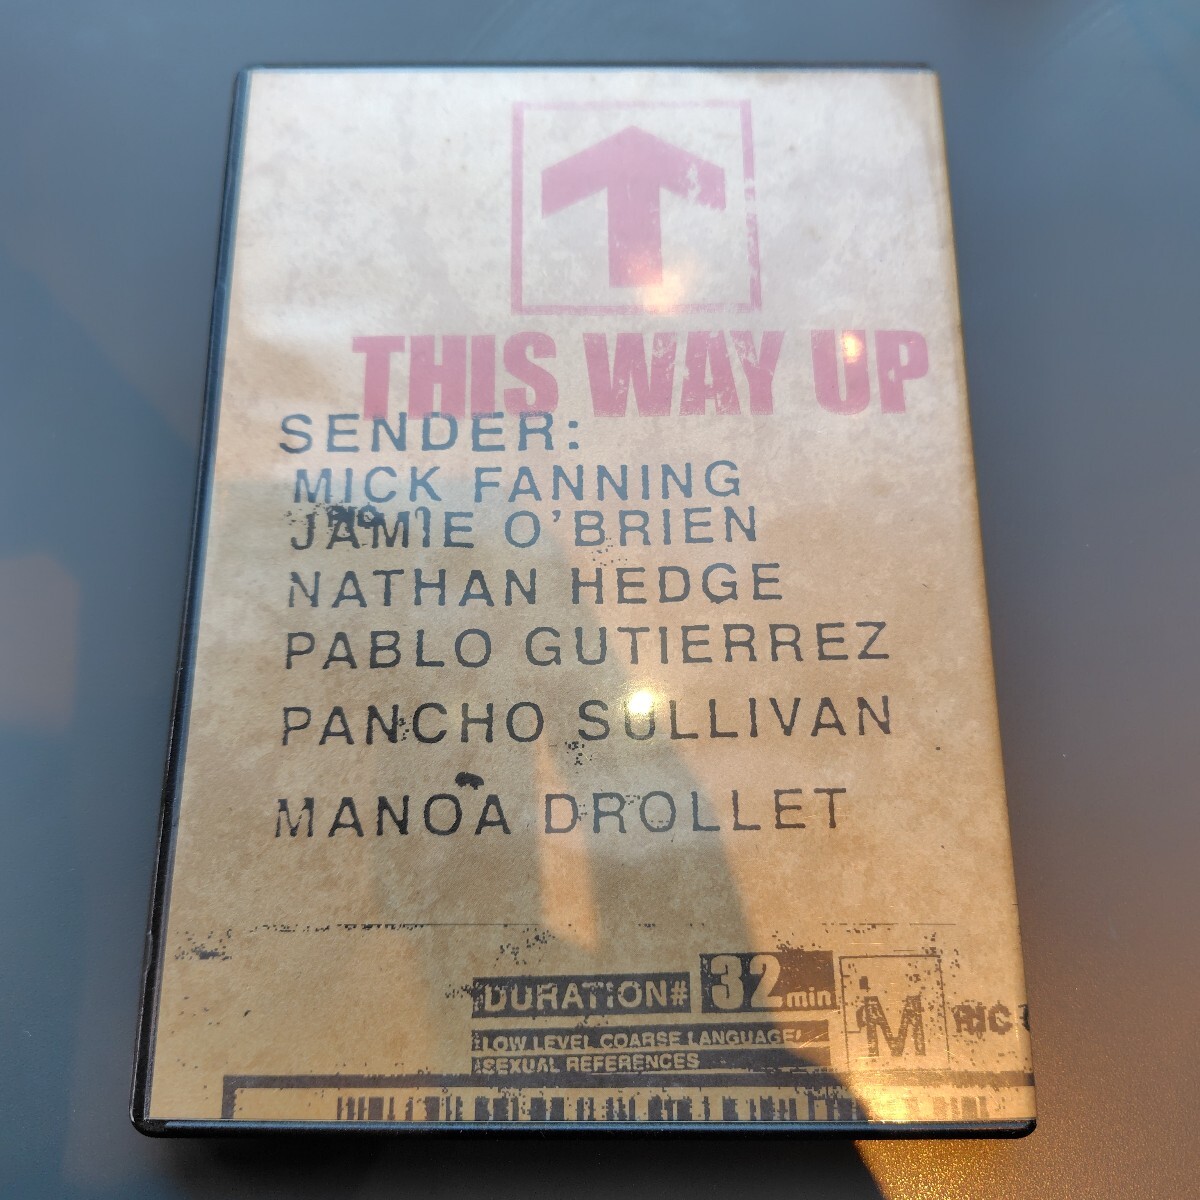 THIS WAY UP
SENDER:
MICK FANNING
JAMIE O'BRIEN
NATHAN HEDGE
PABLO GUTIERREZ
PANCHO SULLIVAN
MANOA DROLLET
DURATION# 32 min
LOW LEVEL COARSE LANGUAGE/
SEXUAL REFERENCES
M
RIC